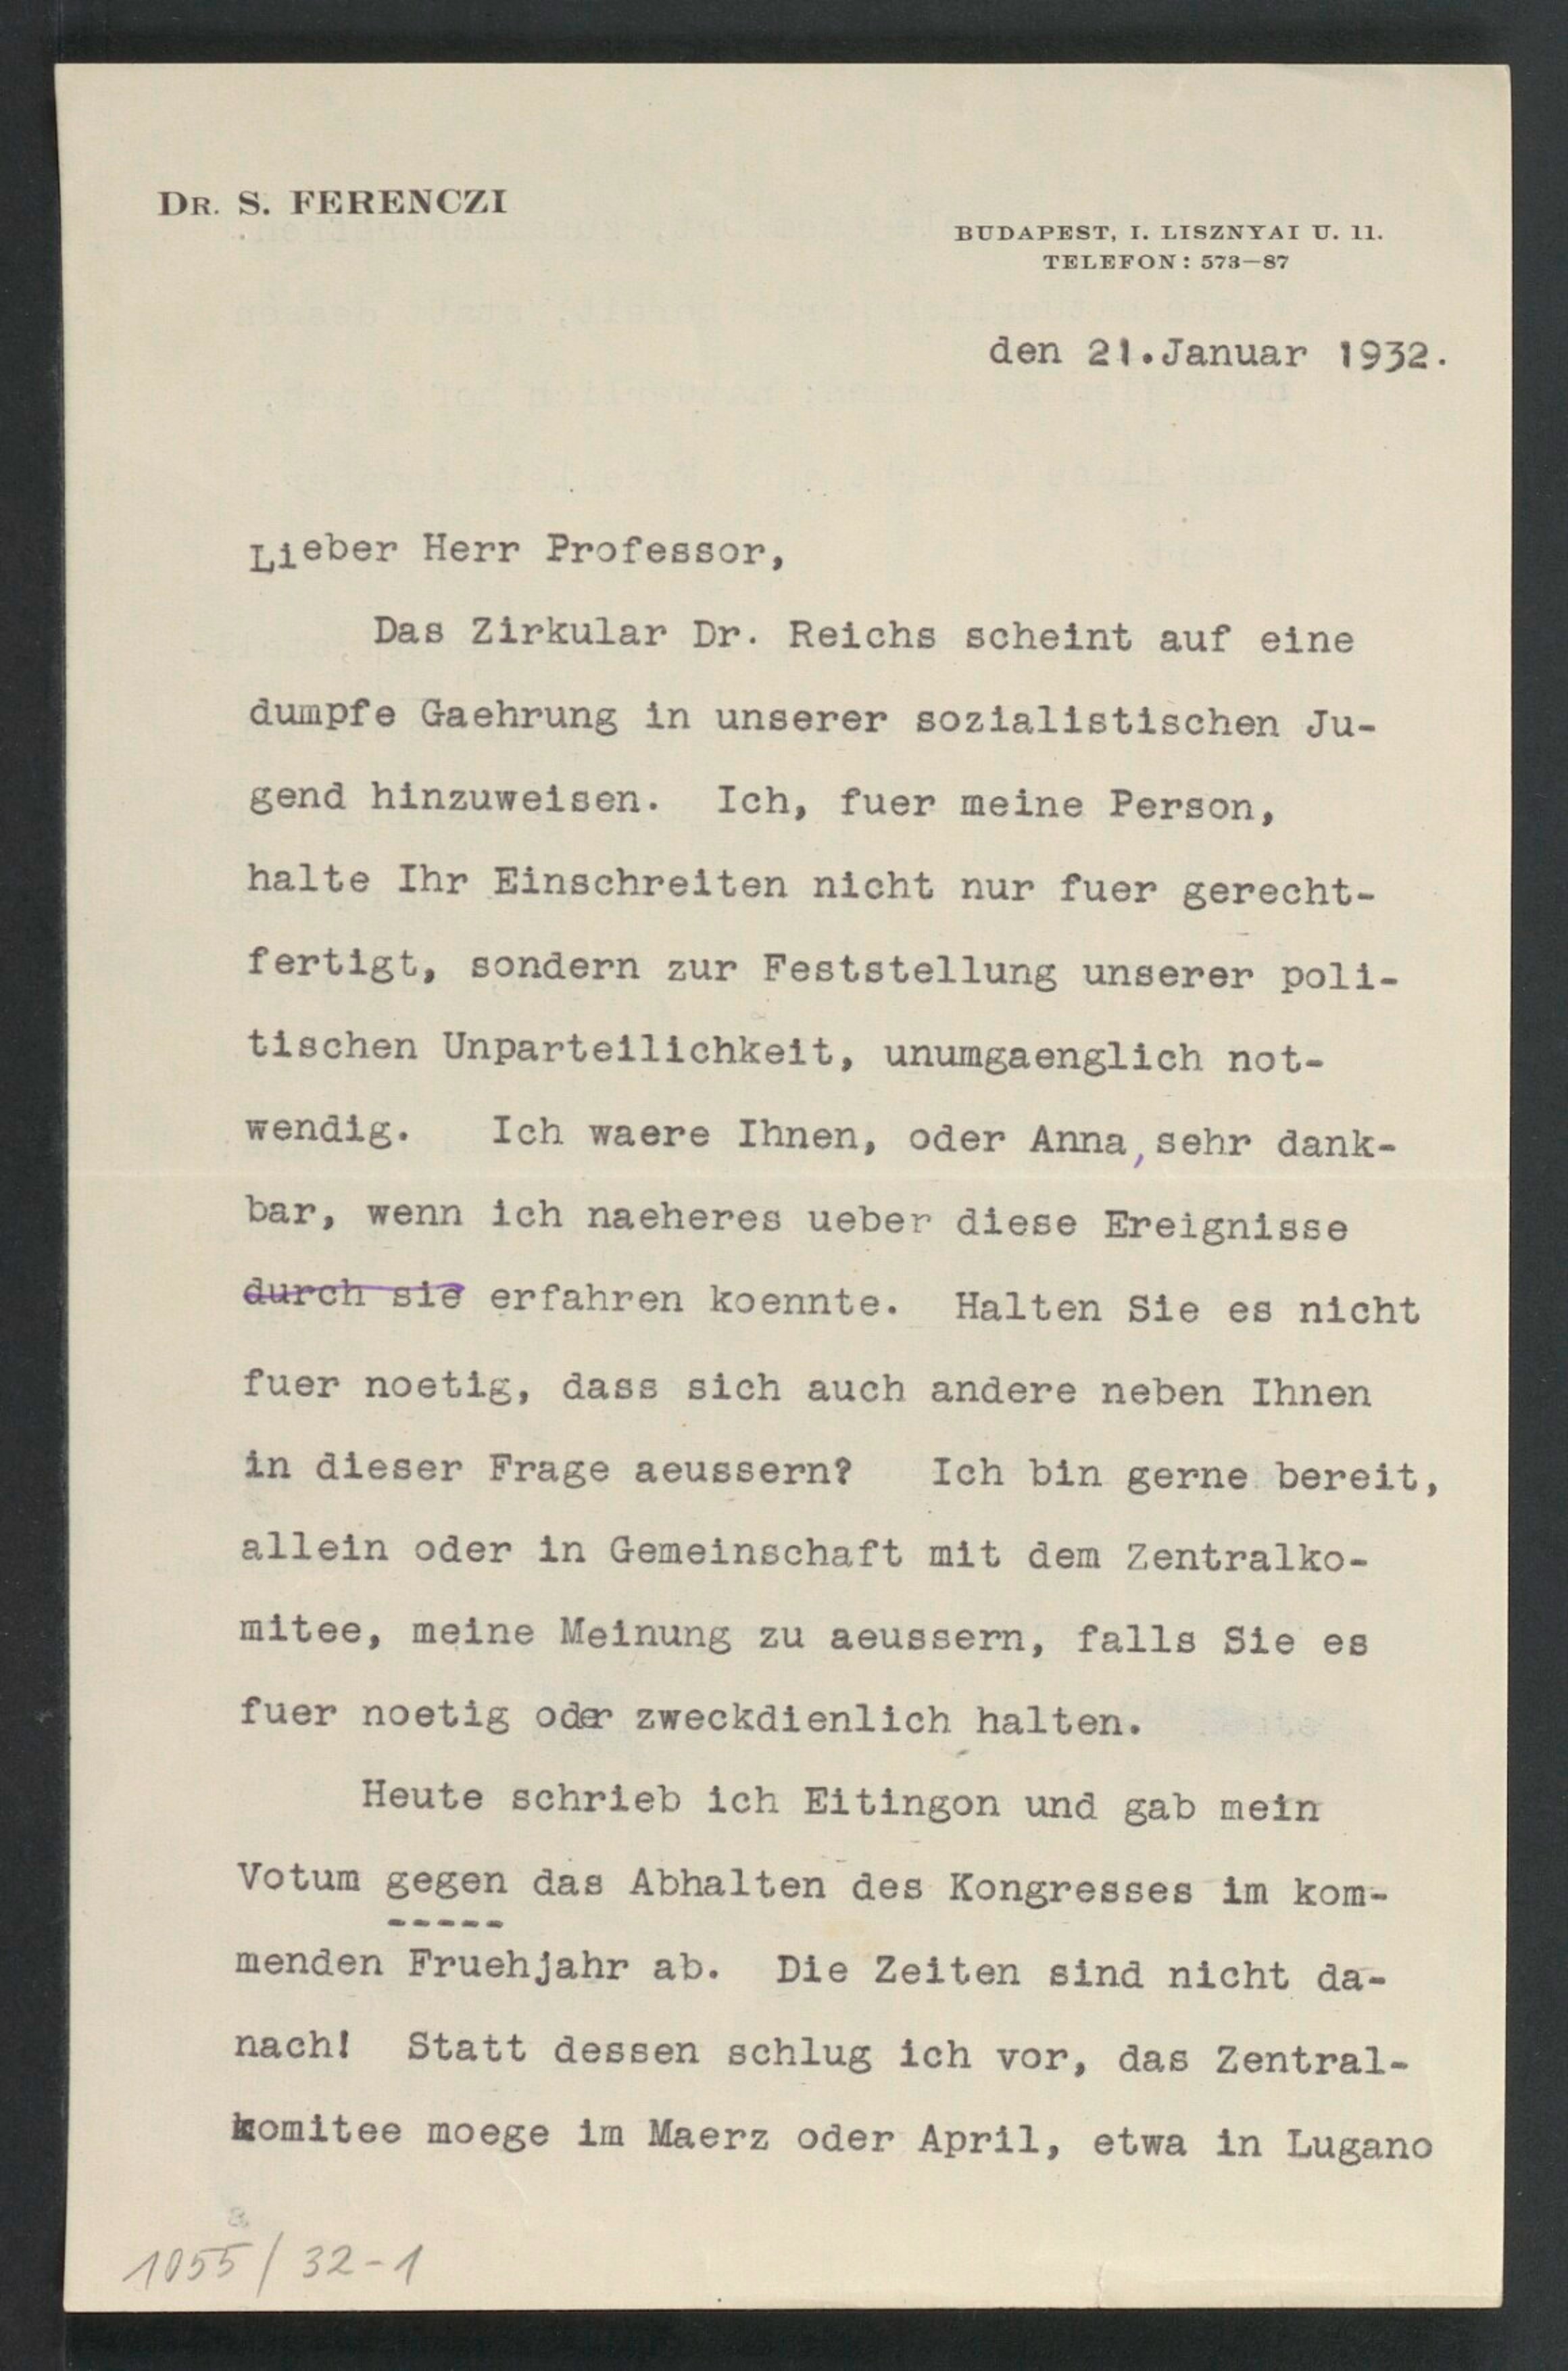 DR. S. FERENCZI
BUDAPEST, I. LISZNYAI U. 11.
TELEFON: 573—87
den 21.Januar 1932.
Lieber Herr Professor,
Das Zirkular Dr. Reichs scheint auf eine
dumpfe Gaehrung in unserer sozialistischen Ju-
gend hinzuweisen. Ich, fuer meine Person,
halte Ihr Einschreiten nicht nur fuer gerecht-
fertigt, sondern zur Feststellung unserer poli-
tischen Unparteilichkeit, unumgaenglich not-
wendig. Ich waere Ihnen, oder Anna, sehr dank-
bar, wenn ich naeheres ueber diese Ereignisse
durch sie erfahren koennte. Halten Sie es nicht
fuer noetig, dass sich auch andere neben Ihnen
in dieser Frage aeussern? Ich bin gerne bereit,
allein oder in Gemeinschaft mit dem Zentralko-
mitee, meine Meinung zu aeussern, falls Sie es
fuer noetig oder zweckdienlich halten.
Heute schrieb ich Eitingon und gab mein
Votum gegen das Abhalten des Kongresses im kom-
menden Fruehjahr ab. Die Zeiten sind nicht da-
nach! Statt dessen schlug ich vor, das Zentral-
komitee moege im Maerz oder April, etwa in Lugano
1055/32-1